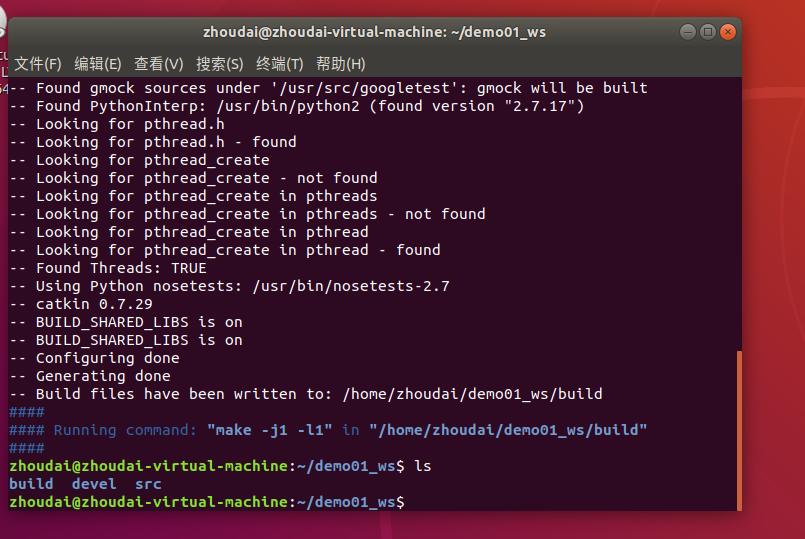 zhoudai@zhoudai-virtual-machine: ~/demo01_ws
文件(F) 编辑(E) 查看(V) 搜索(S) 终端(T) 帮助(H)
-- Found gmock sources under '/usr/src/googletest': gmock will be built
-- Found PythonInterp: /usr/bin/python2 (found version "2.7.17")
-- Looking for pthread.h
-- Looking for pthread.h - found
-- Looking for pthread_create
-- Looking for pthread_create - not found
-- Looking for pthread_create in pthreads
-- Looking for pthread_create in pthreads - not found
-- Looking for pthread_create in pthread
-- Looking for pthread_create in pthread - found
-- Found Threads: TRUE
-- Using Python nosetests: /usr/bin/nosetests-2.7
-- catkin 0.7.29
-- BUILD_SHARED_LIBS is on
-- BUILD_SHARED_LIBS is on
-- Configuring done
-- Generating done
-- Build files have been written to: /home/zhoudai/demo01_ws/build
####
#### Running command: "make -j1 -l1" in "/home/zhoudai/demo01_ws/build"
####
zhoudai@zhoudai-virtual-machine:~/demo01_ws$ ls
build devel src
zhoudai@zhoudai-virtual-machine:~/demo01_ws$